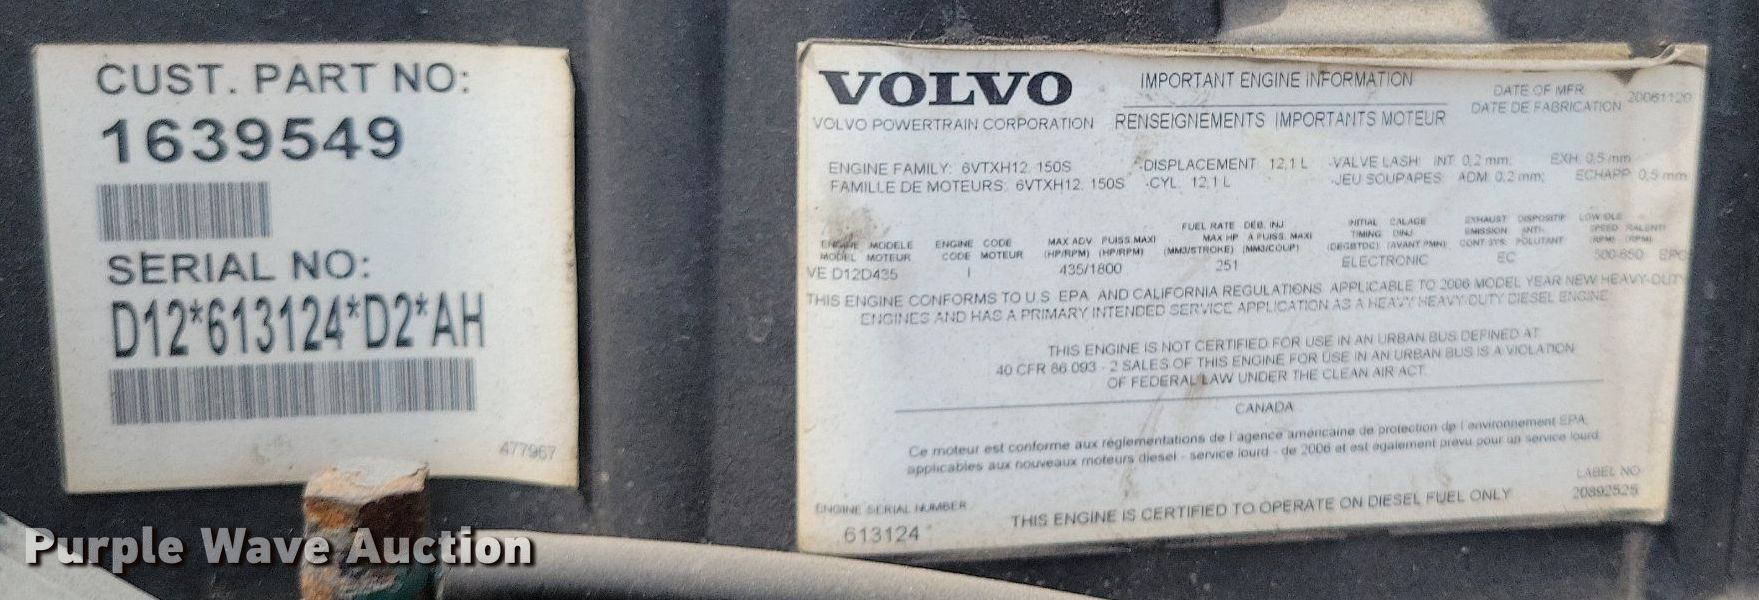 CUST. PART NO:
1639549
SERIAL NO:
D12*613124*D2*AH
477967
VOLVO
VOLVO POWERTRAIN CORPORATION
IMPORTANT ENGINE INFORMATION
RENSEIGNEMENTS IMPORTANTS MOTEUR
DATE OF MFR
DATE DE FABRICATION
20061120
ENGINE FAMILY: 6VTXH12.150S DISPLACEMENT: 12,1 L VALVE LASH: INT 0,2 mm; EXH: 0,5 mm
FAMILLE DE MOTEURS: 6VTXH12.150S CYL. 12,1 L JEU SOUPAPES: ADM: 0,2 mm; ECHAPP: 0,5 mm
ENGINE MODELE
MODEL MOTEUR
VE D12D435
ENGINE CODE
CODE MOTEUR
I
MAX ADV PUISS.MAXI
(HP/RPM) (HP/RPM)
435/1800
FUEL RATE DEB. INJ
MAX HP A PUISS. MAXI
(MM3/STROKE) (MM3/COUP)
251
INITIAL CALAGE
TIMING D'INJ.
(DEGBTDC) (AVANT PMH)
ELECTRONIC
EXHAUST DISPOSITIF
EMISSION ANTI-
CONT SYS. POLLUTANT
EC
LOW IDLE
SPEED RALENTI
(RPM) (RPM)
500-650 EPG
THIS ENGINE CONFORMS TO U.S. EPA AND CALIFORNIA REGULATIONS APPLICABLE TO 2006 MODEL YEAR NEW HEAVY-DUTY
ENGINES AND HAS A PRIMARY INTENDED SERVICE APPLICATION AS A HEAVY HEAVY-DUTY DIESEL ENGINE
THIS ENGINE IS NOT CERTIFIED FOR USE IN AN URBAN BUS DEFINED AT
40 CFR 86 093 - 2 SALES OF THIS ENGINE FOR USE IN AN URBAN BUS IS A VIOLATION
OF FEDERAL LAW UNDER THE CLEAN AIR ACT.
CANADA
Ce moteur est conforme aux réglementations de l'agence américaine de protection de l'environnement EPA,
applicables aux nouveaux moteurs diesel - service lourd - de 2006 et est également prévu pour un service lourd.
ENGINE SERIAL NUMBER
613124
THIS ENGINE IS CERTIFIED TO OPERATE ON DIESEL FUEL ONLY
LABEL NO
20892525
Purple Wave Auction